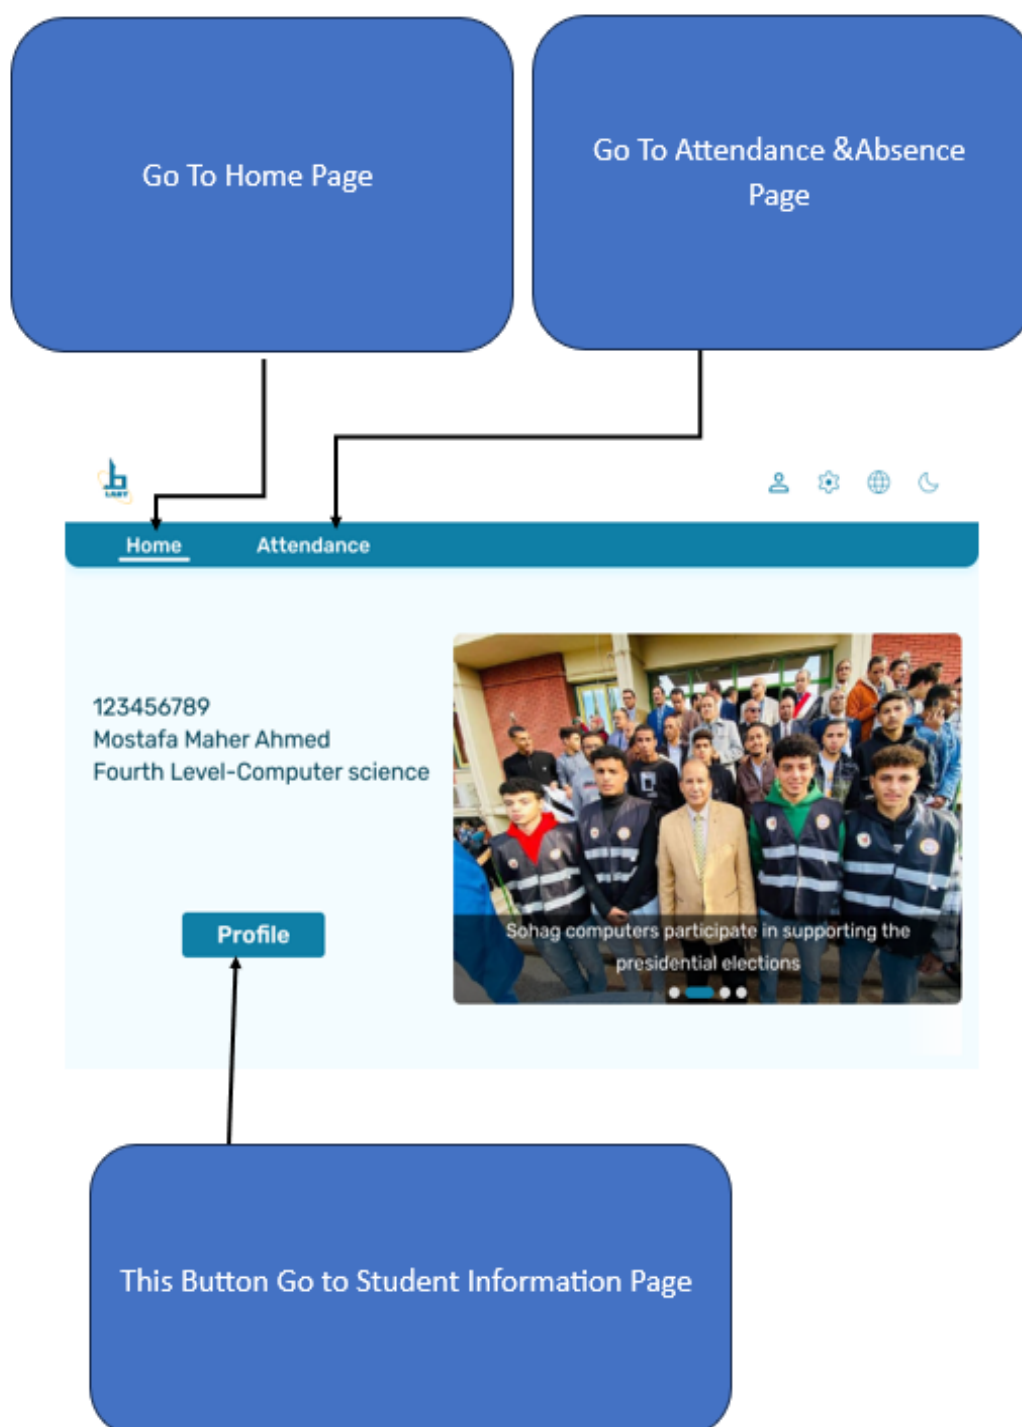 Go To Home Page
Go To Attendance &Absence
Page
LABY
Home
Attendance
123456789
Mostafa Maher Ahmed
Fourth Level-Computer science
Profile
Sohag computers participate in supporting the
presidential elections
This Button Go to Student Information Page